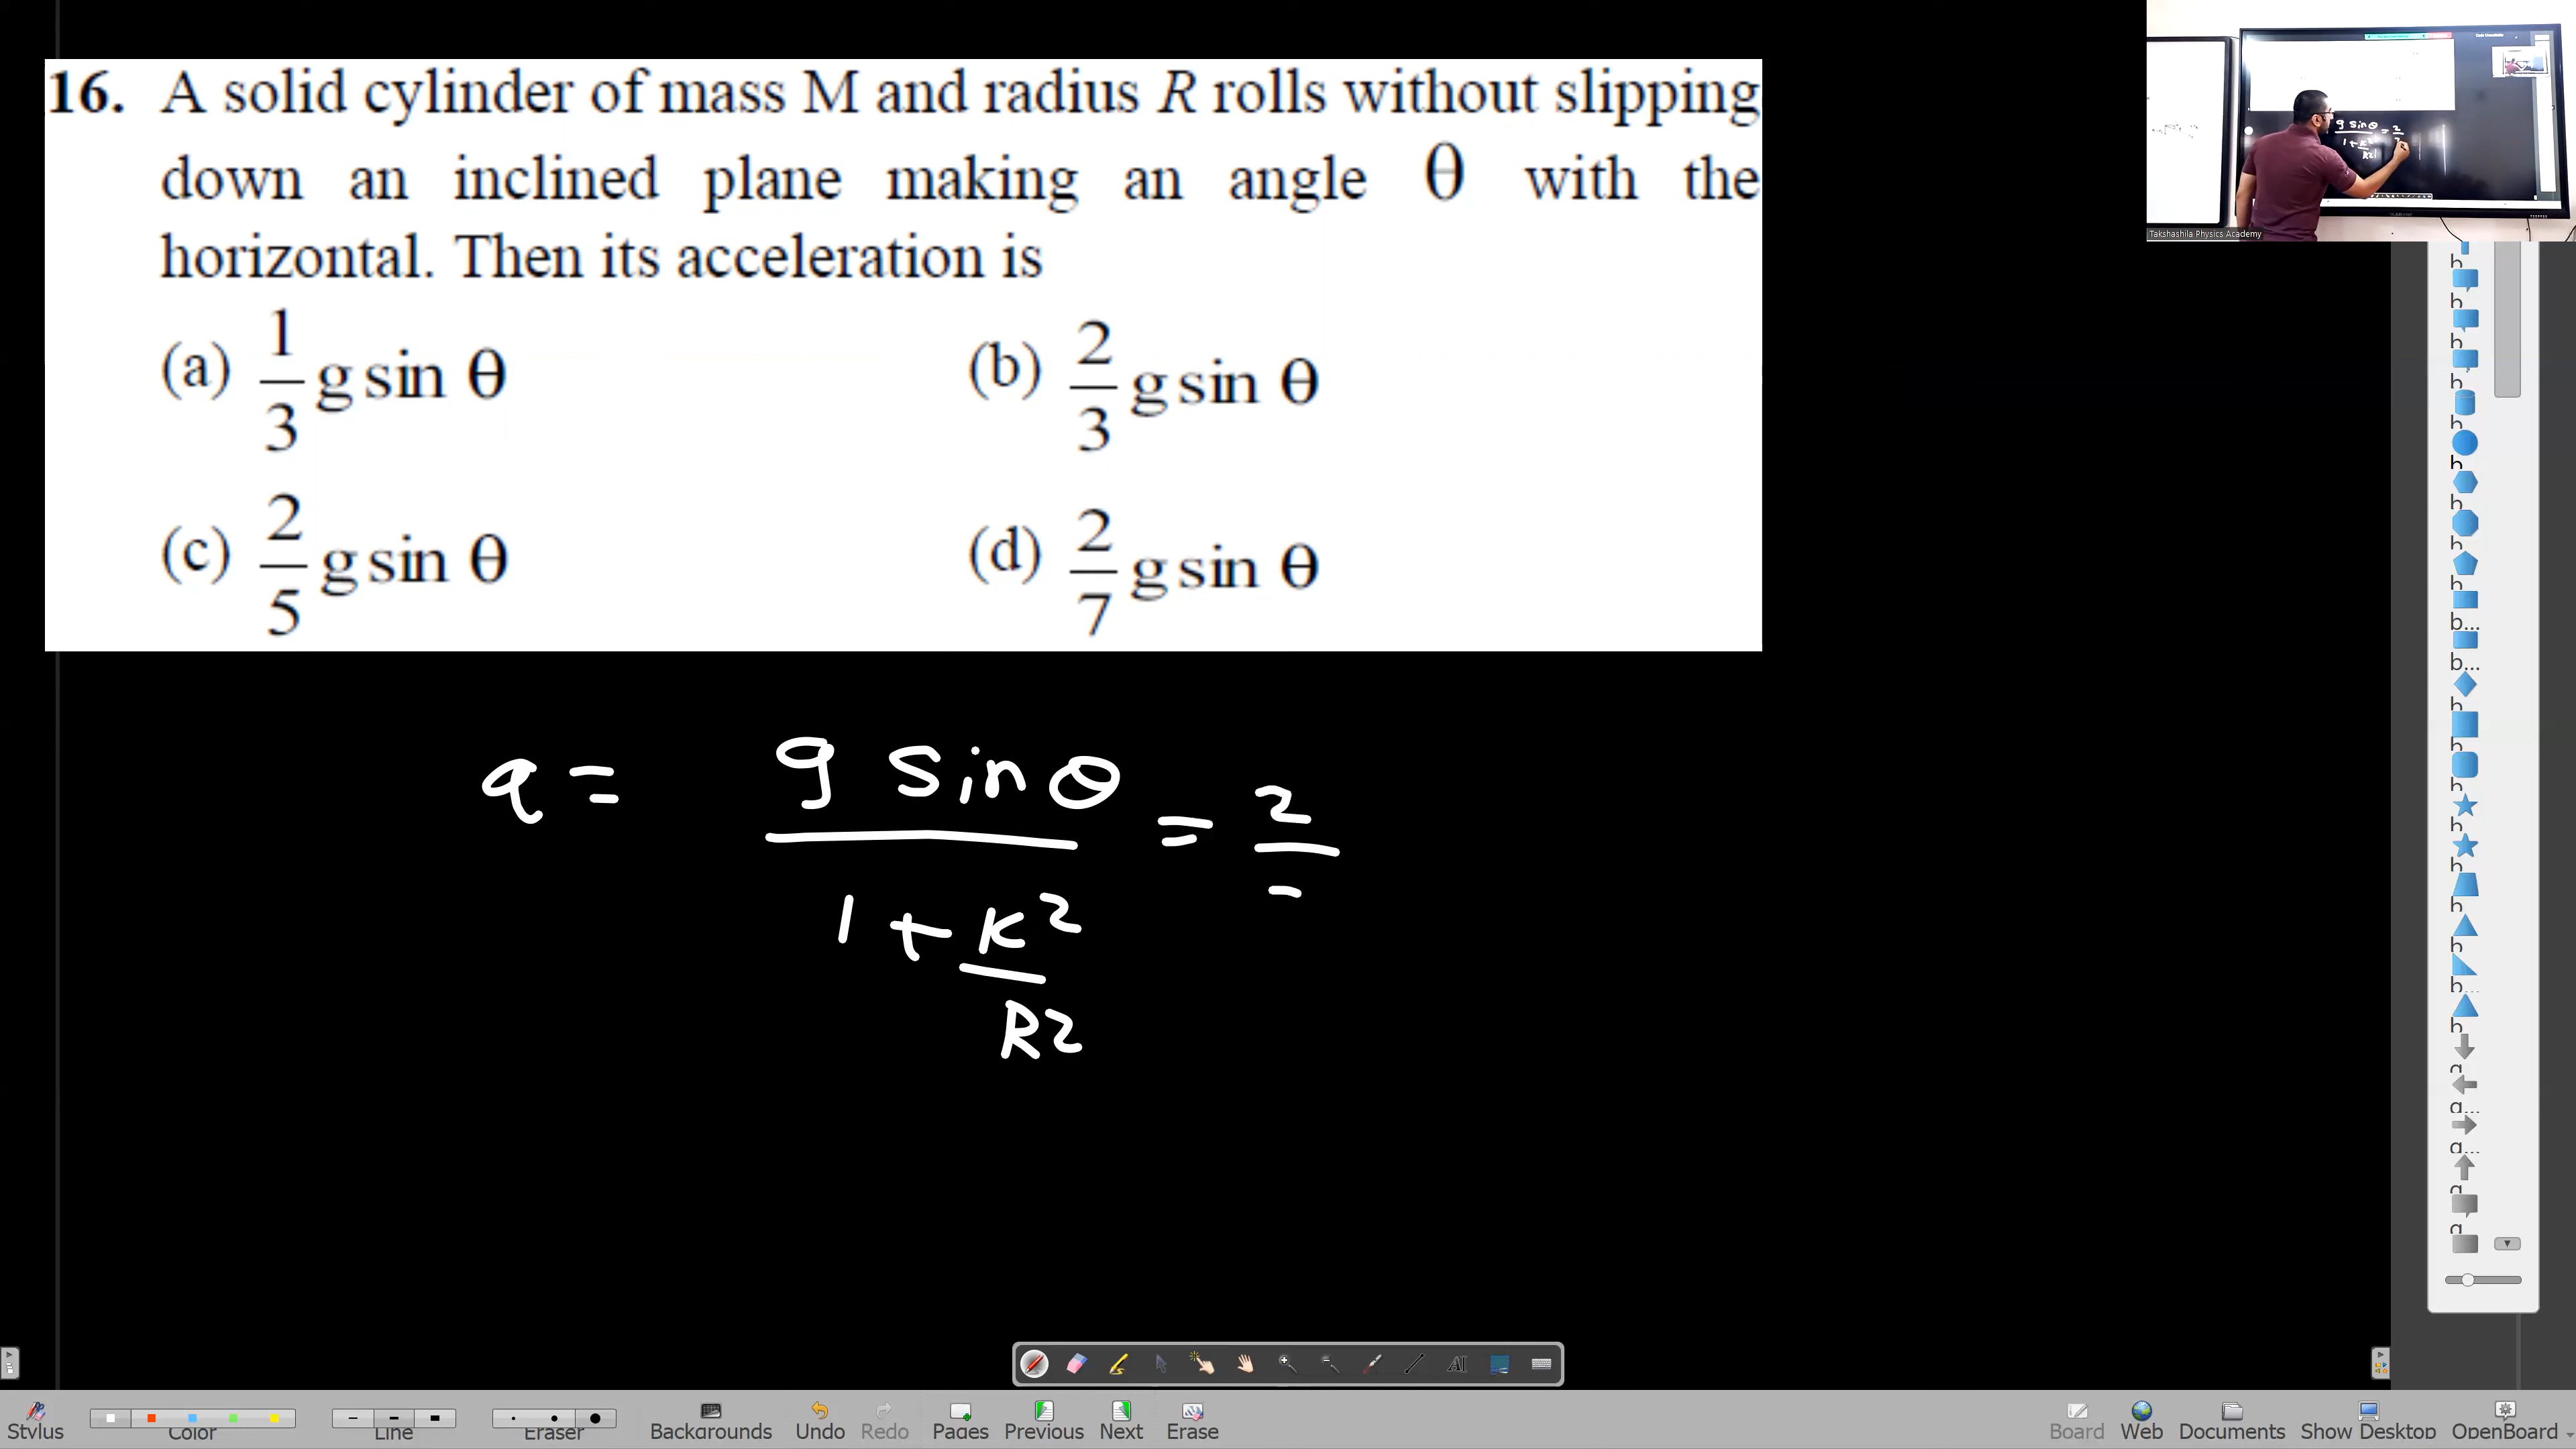 16. A solid cylinder of mass M and radius R rolls without slipping
down an inclined plane making an angle θ with the
horizontal. Then its acceleration is
(a) 1/3 g sin θ (b) 2/3 g sin θ
(c) 2/5 g sin θ (d) 2/7 g sin θ
a = g sin θ / (1 + K²/R²) = 2/
Takshashila Physics Academy
b
b
b
b
b
b
b
b
b
b...
b...
b
b
b
b
b
b
b
b
b...
b
q
q...
q...
q
q
Stylus Color Line Eraser Backgrounds Undo Redo Pages Previous Next Erase Board Web Documents Show Desktop OpenBoard